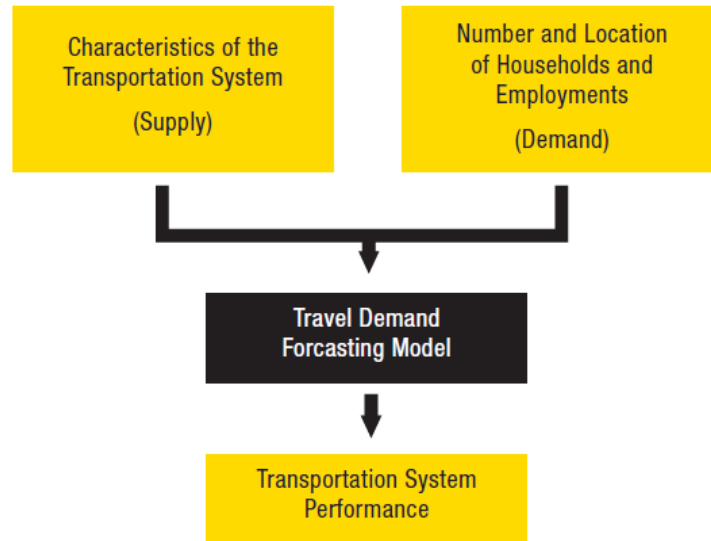 Characteristics of the
Transportation System
(Supply)
Number and Location
of Households and
Employments
(Demand)
Travel Demand
Forcasting Model
Transportation System
Performance